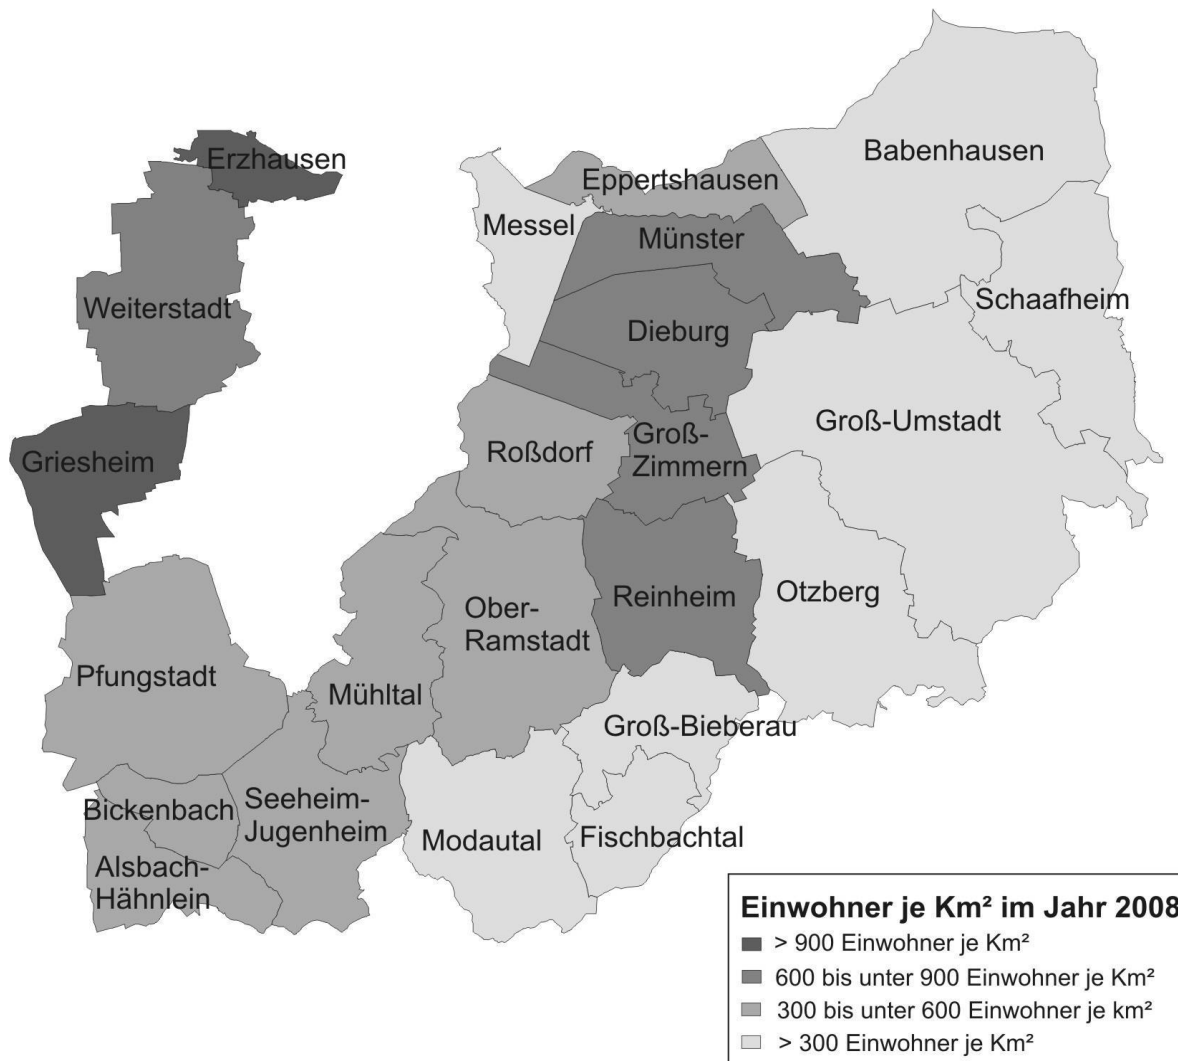 Babenhausen
Erzhausen
Eppertshausen
Messel
Münster
Schaafheim
Weiterstadt
Dieburg
Groß-Umstadt
Groß-
Zimmern
Roßdorf
Griesheim
Otzberg
Reinheim
Ober-
Ramstadt
Pfungstadt
Mühltal
Groß-Bieberau
Bickenbach
Seeheim-
Jugenheim
Modautal
Fischbachtal
Alsbach-
Hähnlein
Einwohner je Km² im Jahr 2008
> 900 Einwohner je Km²
600 bis unter 900 Einwohner je Km²
300 bis unter 600 Einwohner je km²
> 300 Einwohner je Km²